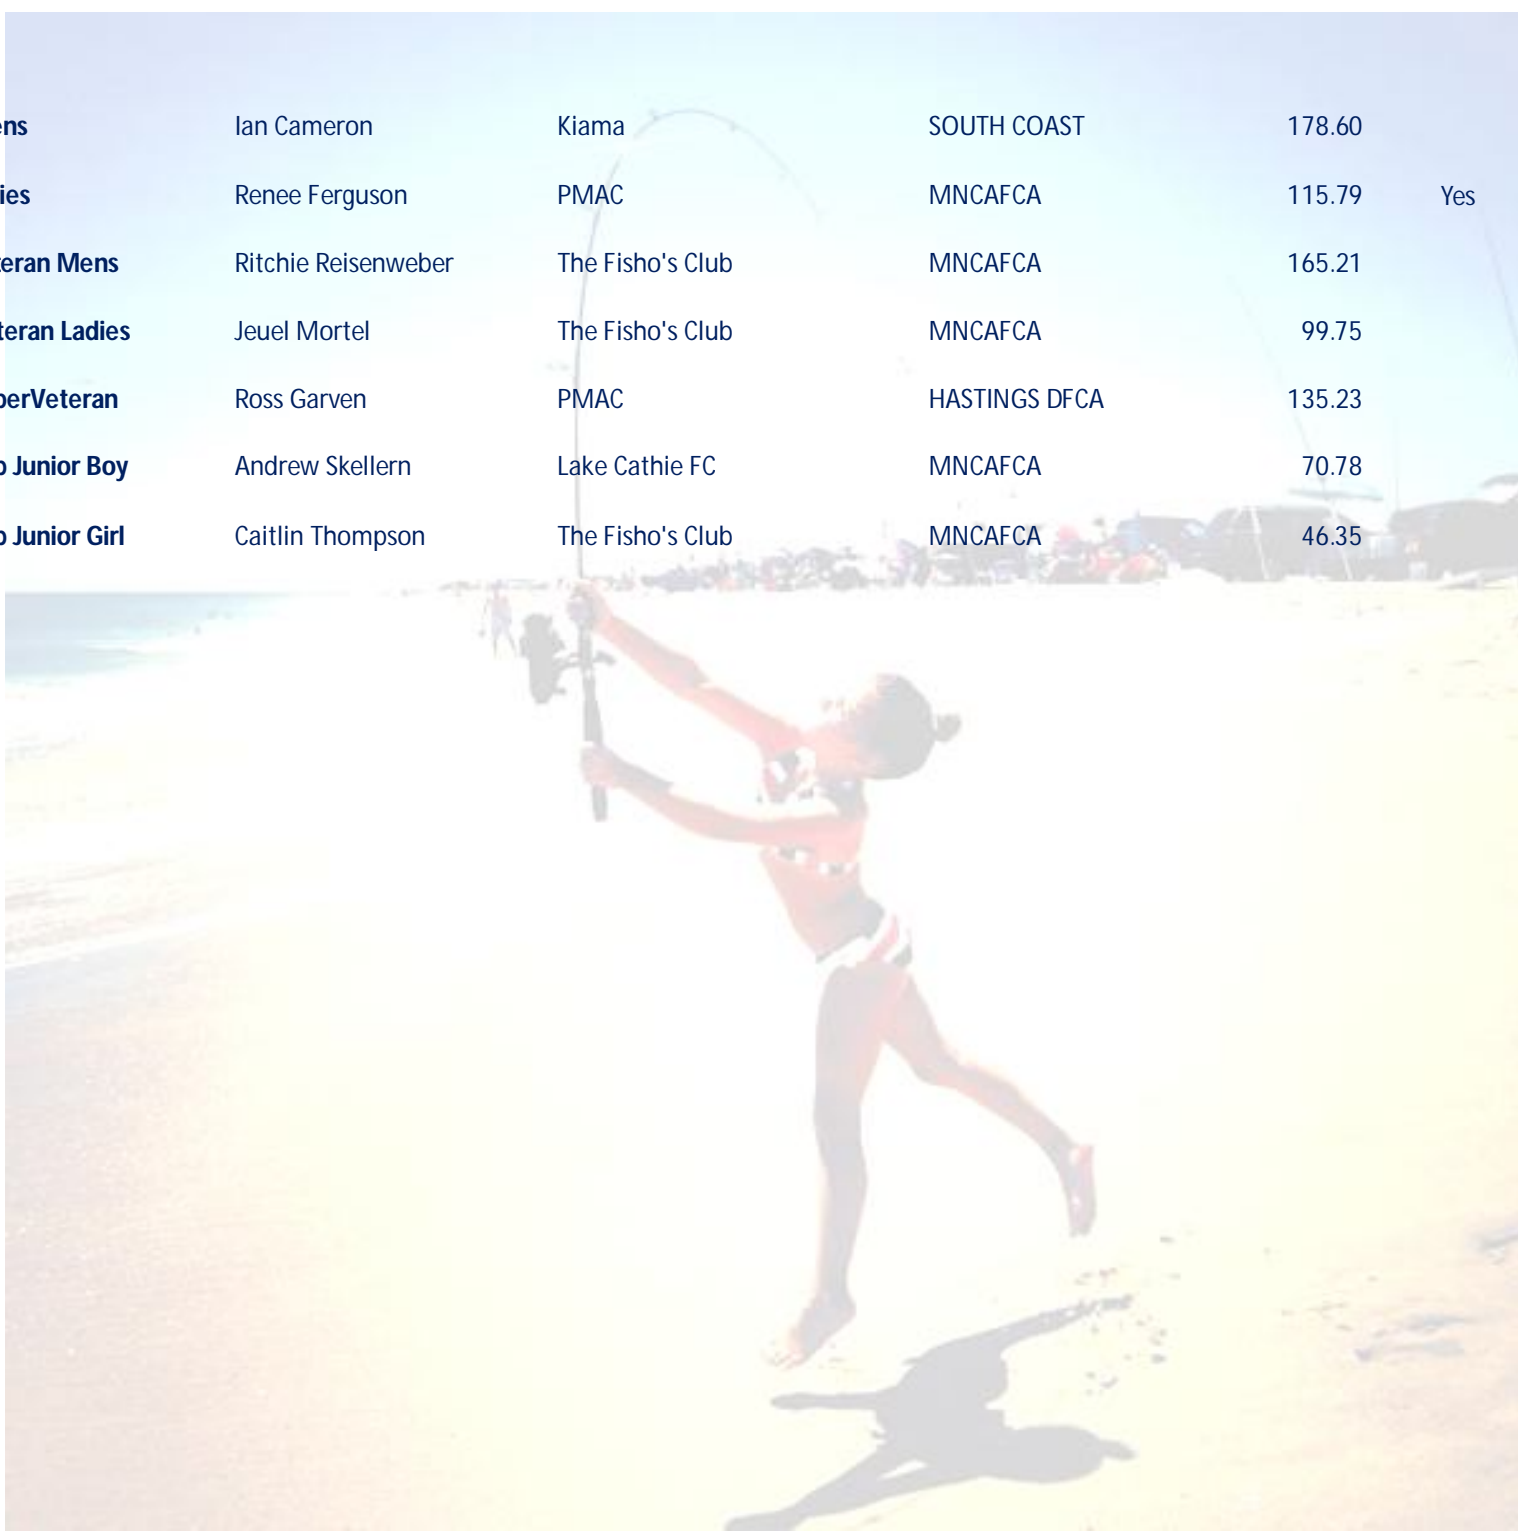 ens Ian Cameron Kiama SOUTH COAST 178.60
ies Renee Ferguson PMAC MNCAFCA 115.79 Yes
teran Mens Ritchie Reisenweber The Fisho's Club MNCAFCA 165.21
teran Ladies Jeuel Mortel The Fisho's Club MNCAFCA 99.75
perVeteran Ross Garven PMAC HASTINGS DFCA 135.23
b Junior Boy Andrew Skellern Lake Cathie FC MNCAFCA 70.78
b Junior Girl Caitlin Thompson The Fisho's Club MNCAFCA 46.35